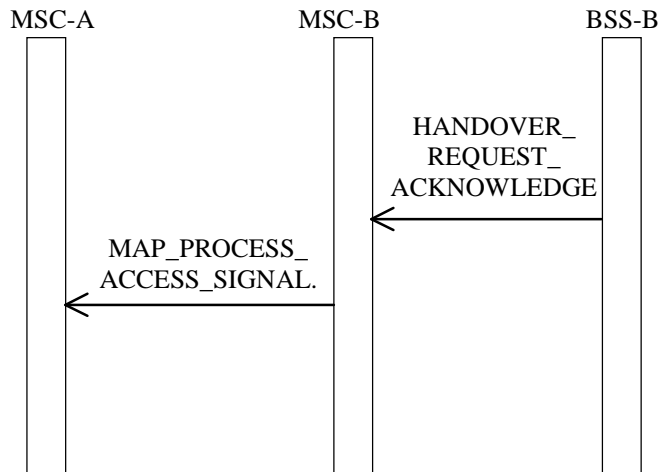 MSC-A
MSC-B
BSS-B
HANDOVER_
REQUEST_
ACKNOWLEDGE
MAP_PROCESS_
ACCESS_SIGNAL.